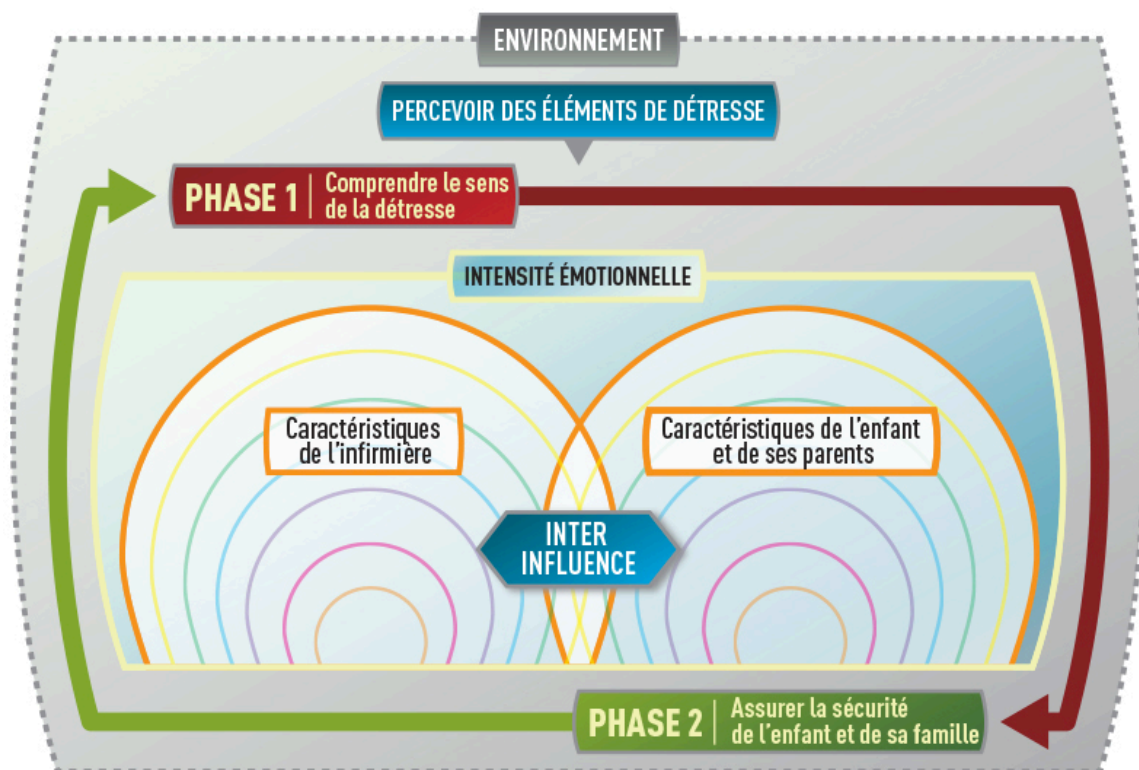 ENVIRONNEMENT
PERCEVOIR DES ÉLÉMENTS DE DÉTRESSE
PHASE 1 | Comprendre le sens
de la détresse
INTENSITÉ ÉMOTIONNELLE
Caractéristiques
de l'infirmière
Caractéristiques de l'enfant
et de ses parents
INTER
INFLUENCE
PHASE 2 | Assurer la sécurité
de l'enfant et de sa famille